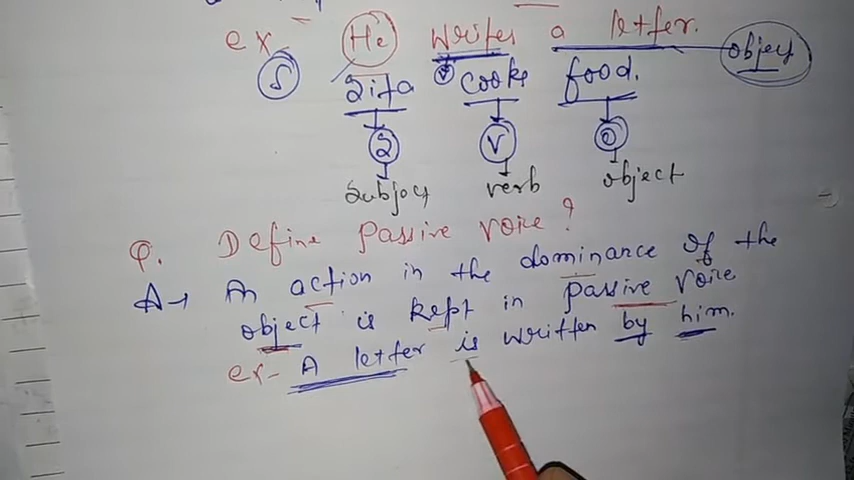 ex - He writes a letter. object
S Sita V cooks food.
S V O
Subject verb object
Q. Define Passive Voice?
A→ An action in the dominance of the
object is kept in passive voice
ex- A letter is written by him.